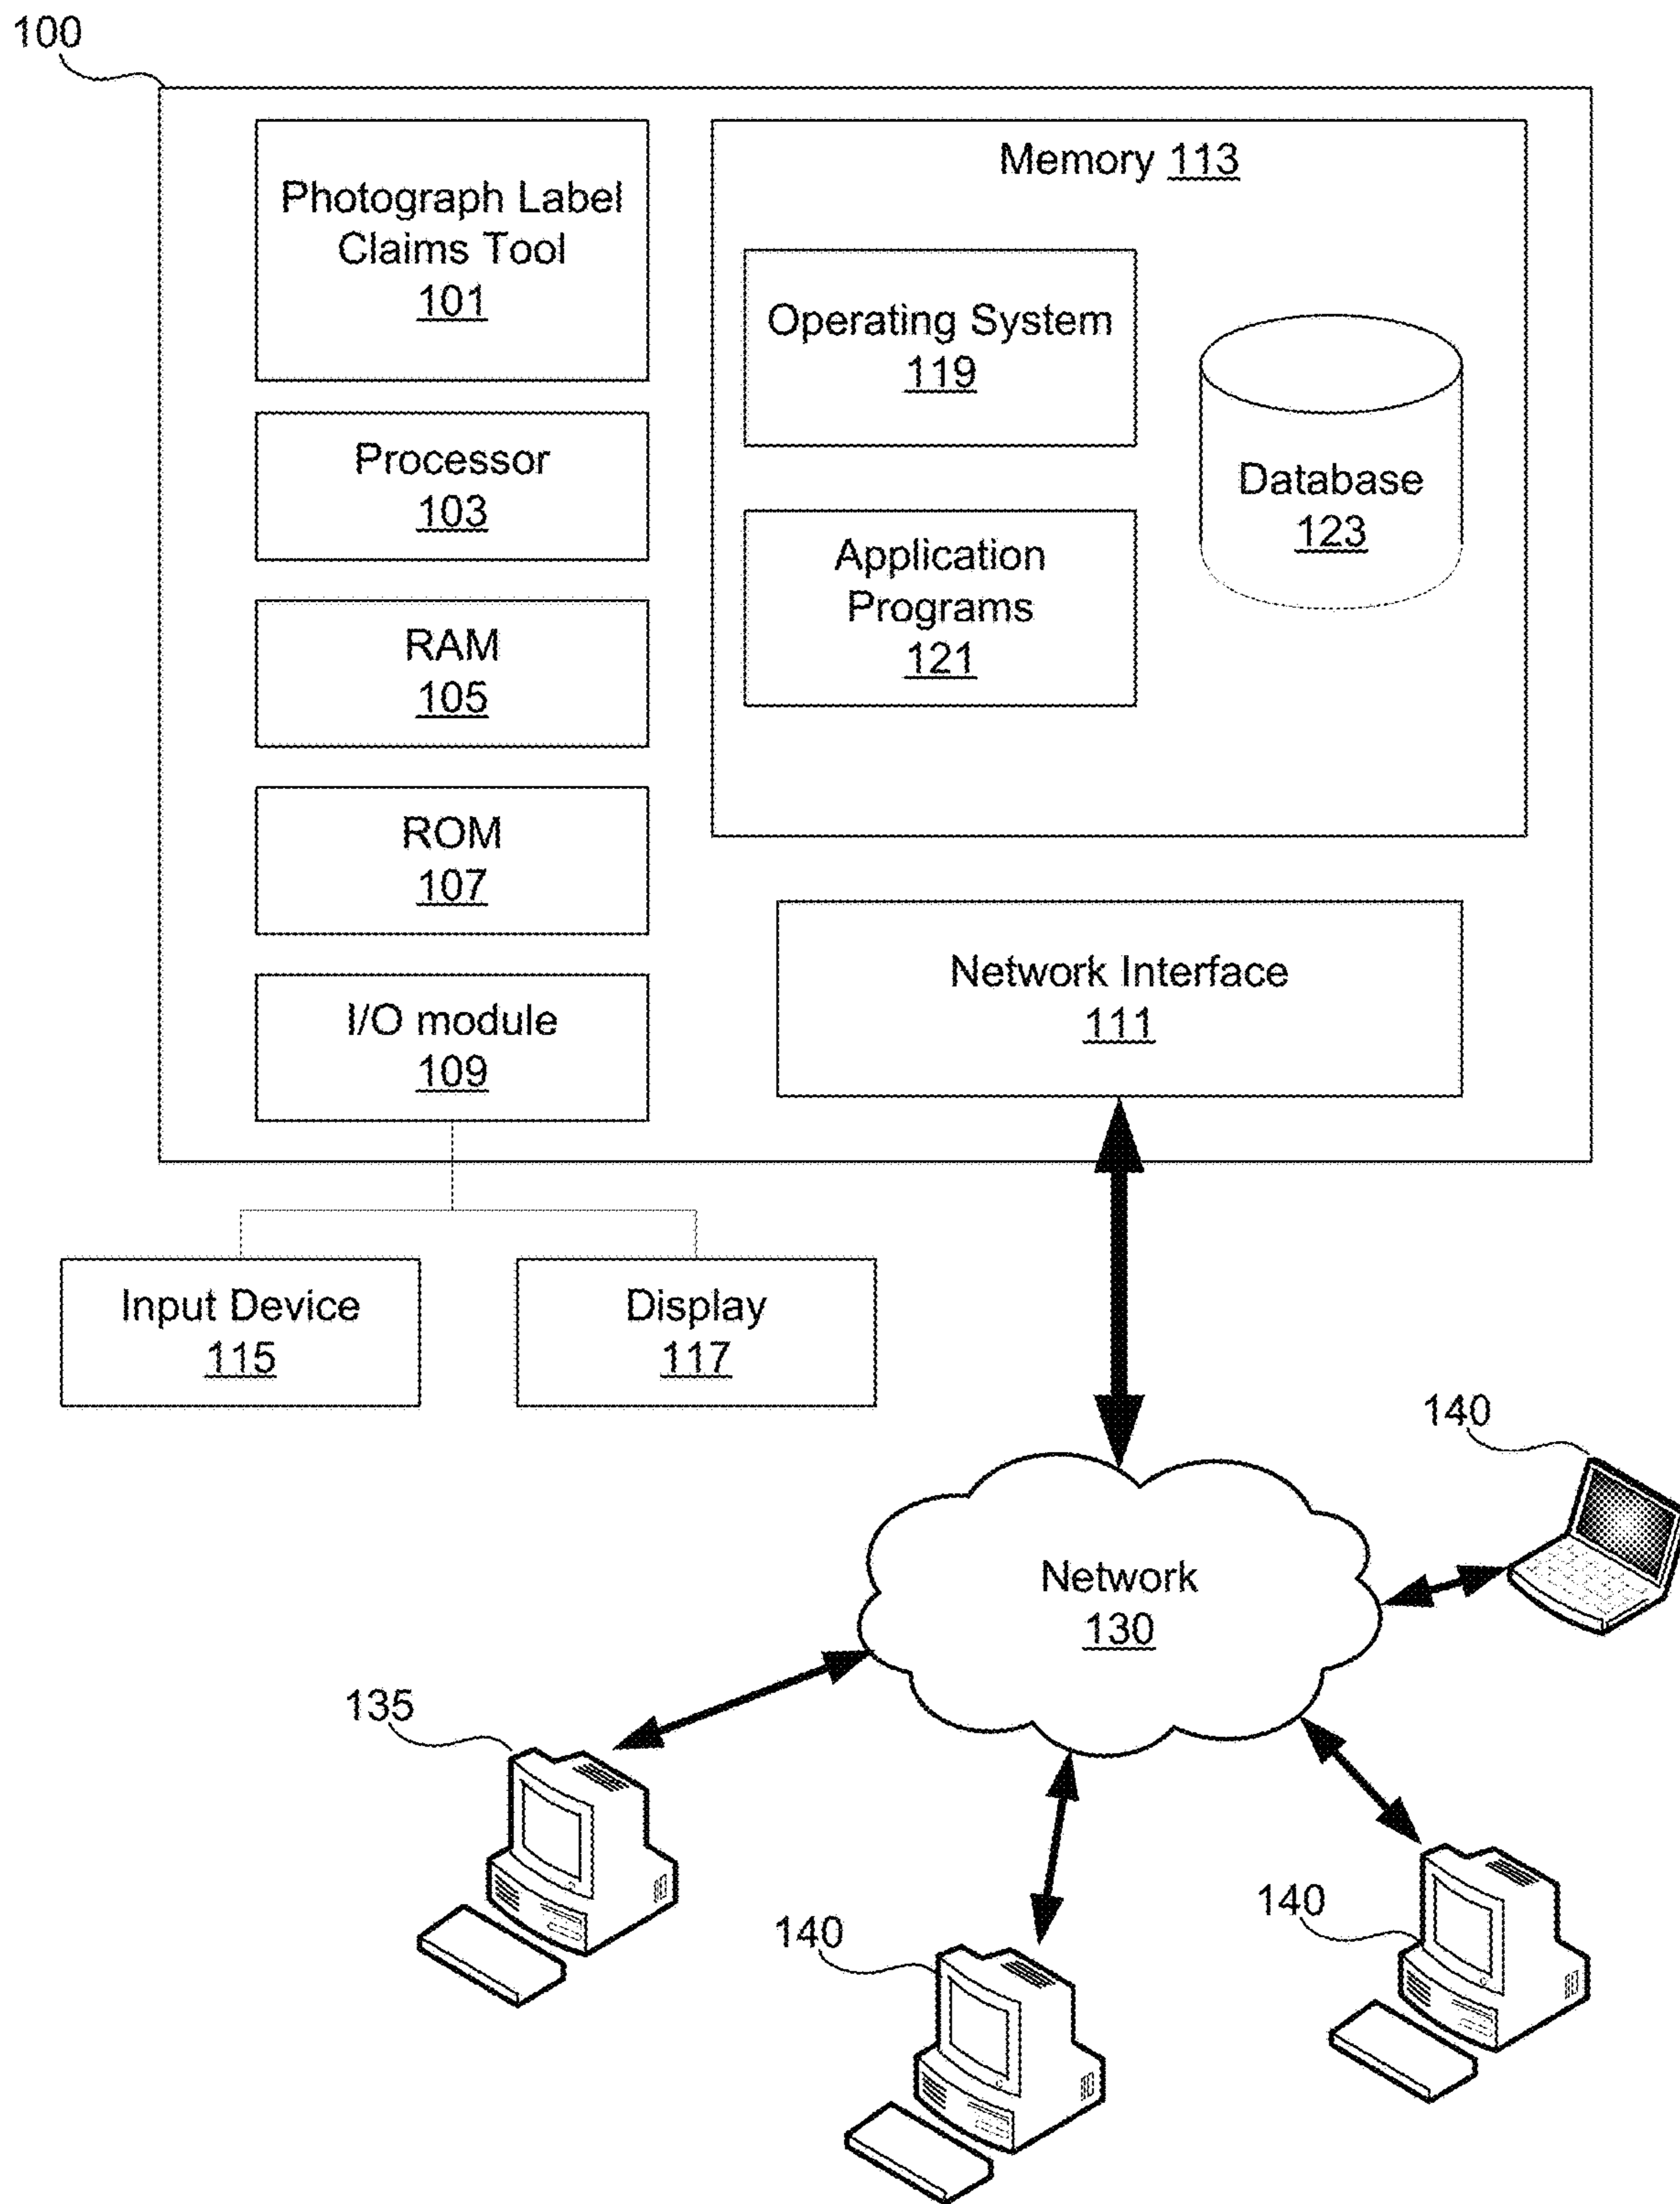 100
Photograph Label
Claims Tool
101
Processor
103
RAM
105
ROM
107
I/O module
109
Memory 113
Operating System
119
Application
Programs
121
Database
123
Network Interface
111
Input Device
115
Display
117
Network
130
140
135
140
140